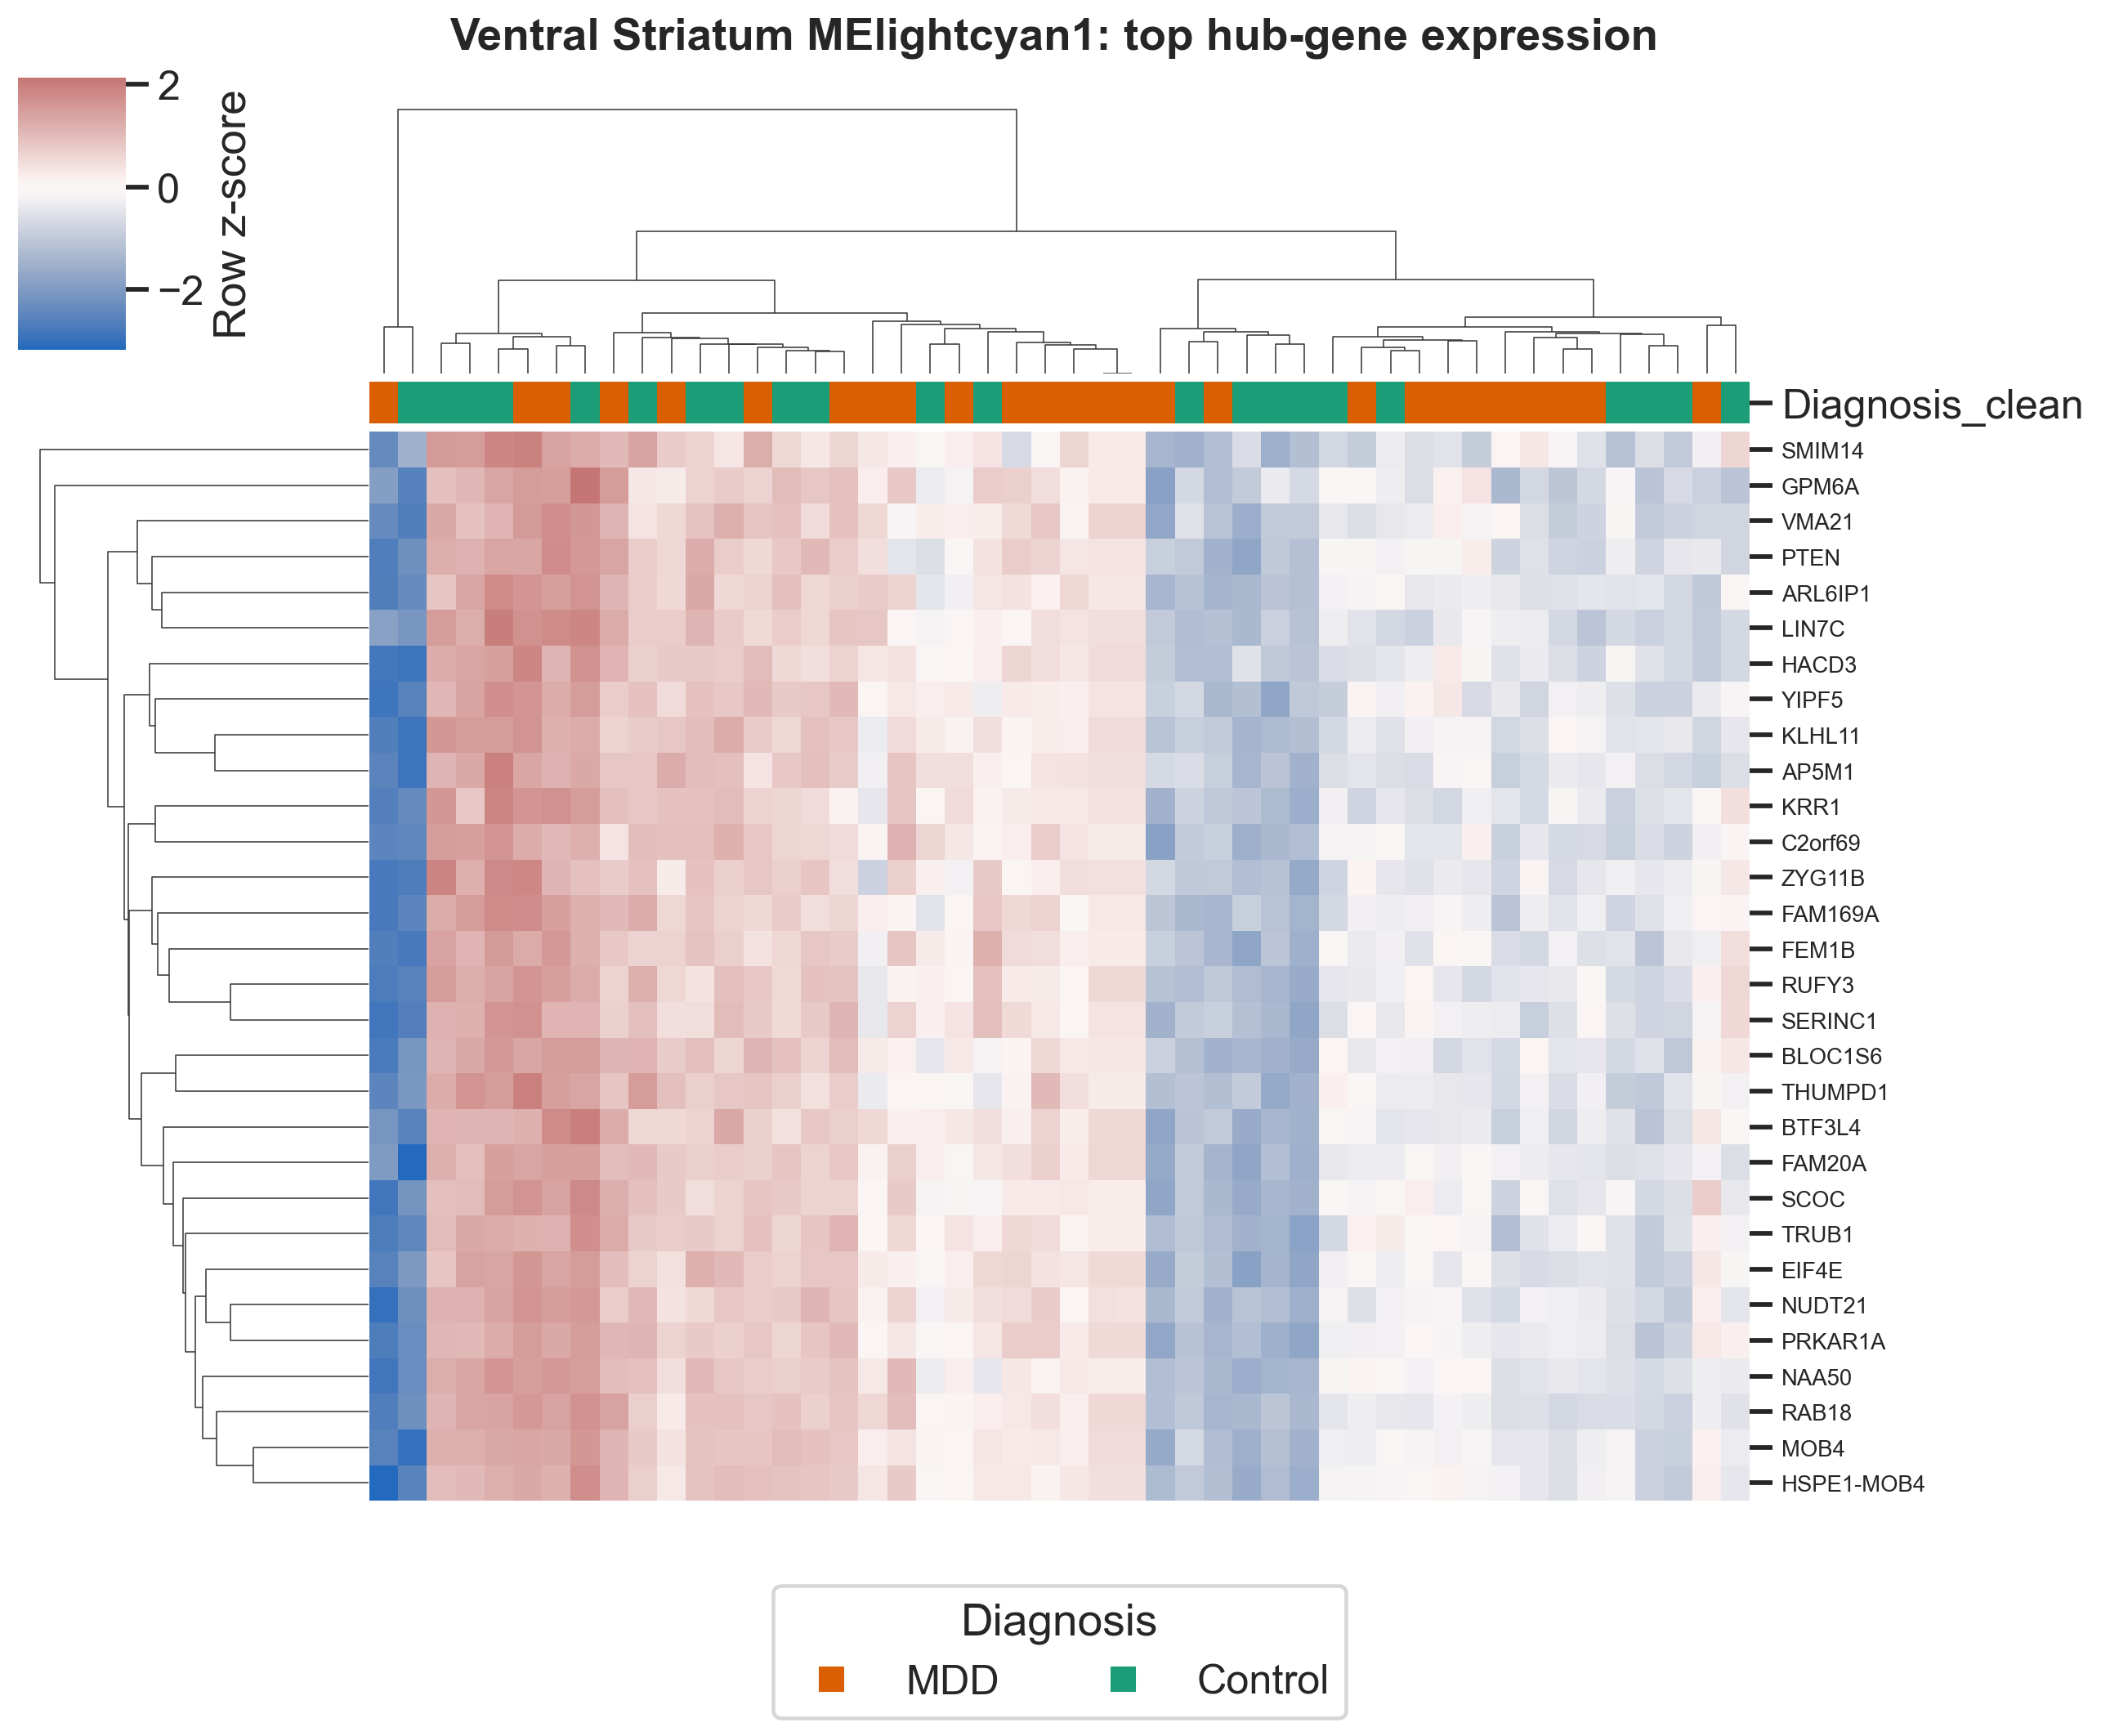 Ventral Striatum MElightcyan1: top hub-gene expression
2
0
−2
Row z-score
Diagnosis_clean
SMIM14
GPM6A
VMA21
PTEN
ARL6IP1
LIN7C
HACD3
YIPF5
KLHL11
AP5M1
KRR1
C2orf69
ZYG11B
FAM169A
FEM1B
RUFY3
SERINC1
BLOC1S6
THUMPD1
BTF3L4
FAM20A
SCOC
TRUB1
EIF4E
NUDT21
PRKAR1A
NAA50
RAB18
MOB4
HSPE1-MOB4
Diagnosis
MDD Control